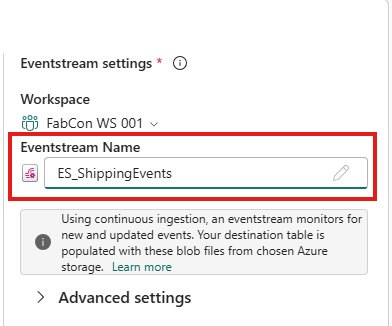 Eventstream settings *
Workspace
FabCon WS 001
Eventstream Name
ES_ShippingEvents
Using continuous ingestion, an eventstream monitors for
new and updated events. Your destination table is
populated with these blob files from chosen Azure
storage. Learn more
Advanced settings